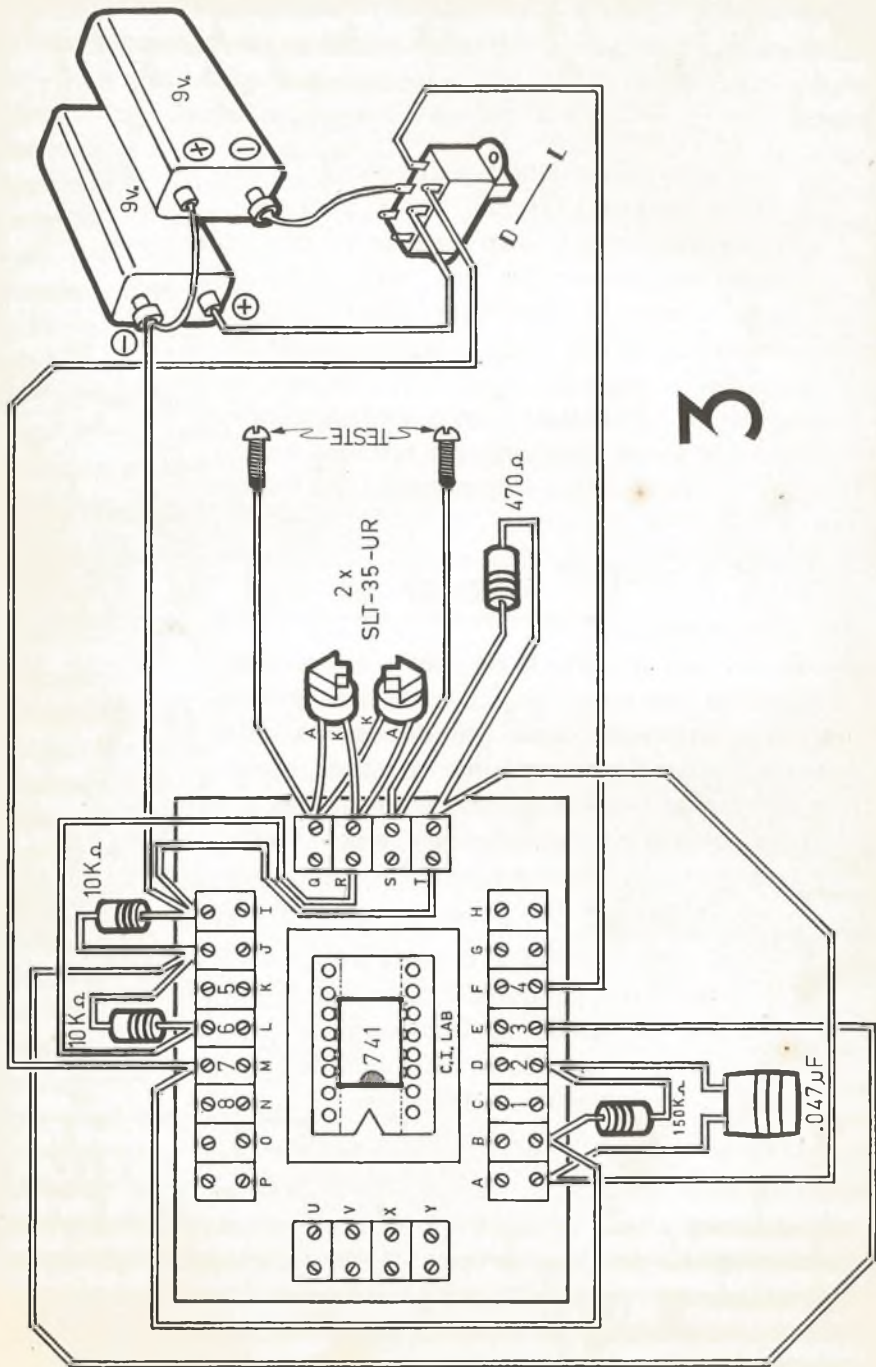 9v.
9v.
⊕
⊖
⊖
⊕
D — L
TESTE
3
470Ω
2 x
SLT-35-UR
A
K
K
A
10KΩ
10KΩ
Q
R
S
T
P
O
N
M
L
K
J
I
8
7
6
5
741
C.I. LAB
A
B
C
D
E
F
G
H
1
2
3
4
U
V
X
Y
150KΩ
.047µF